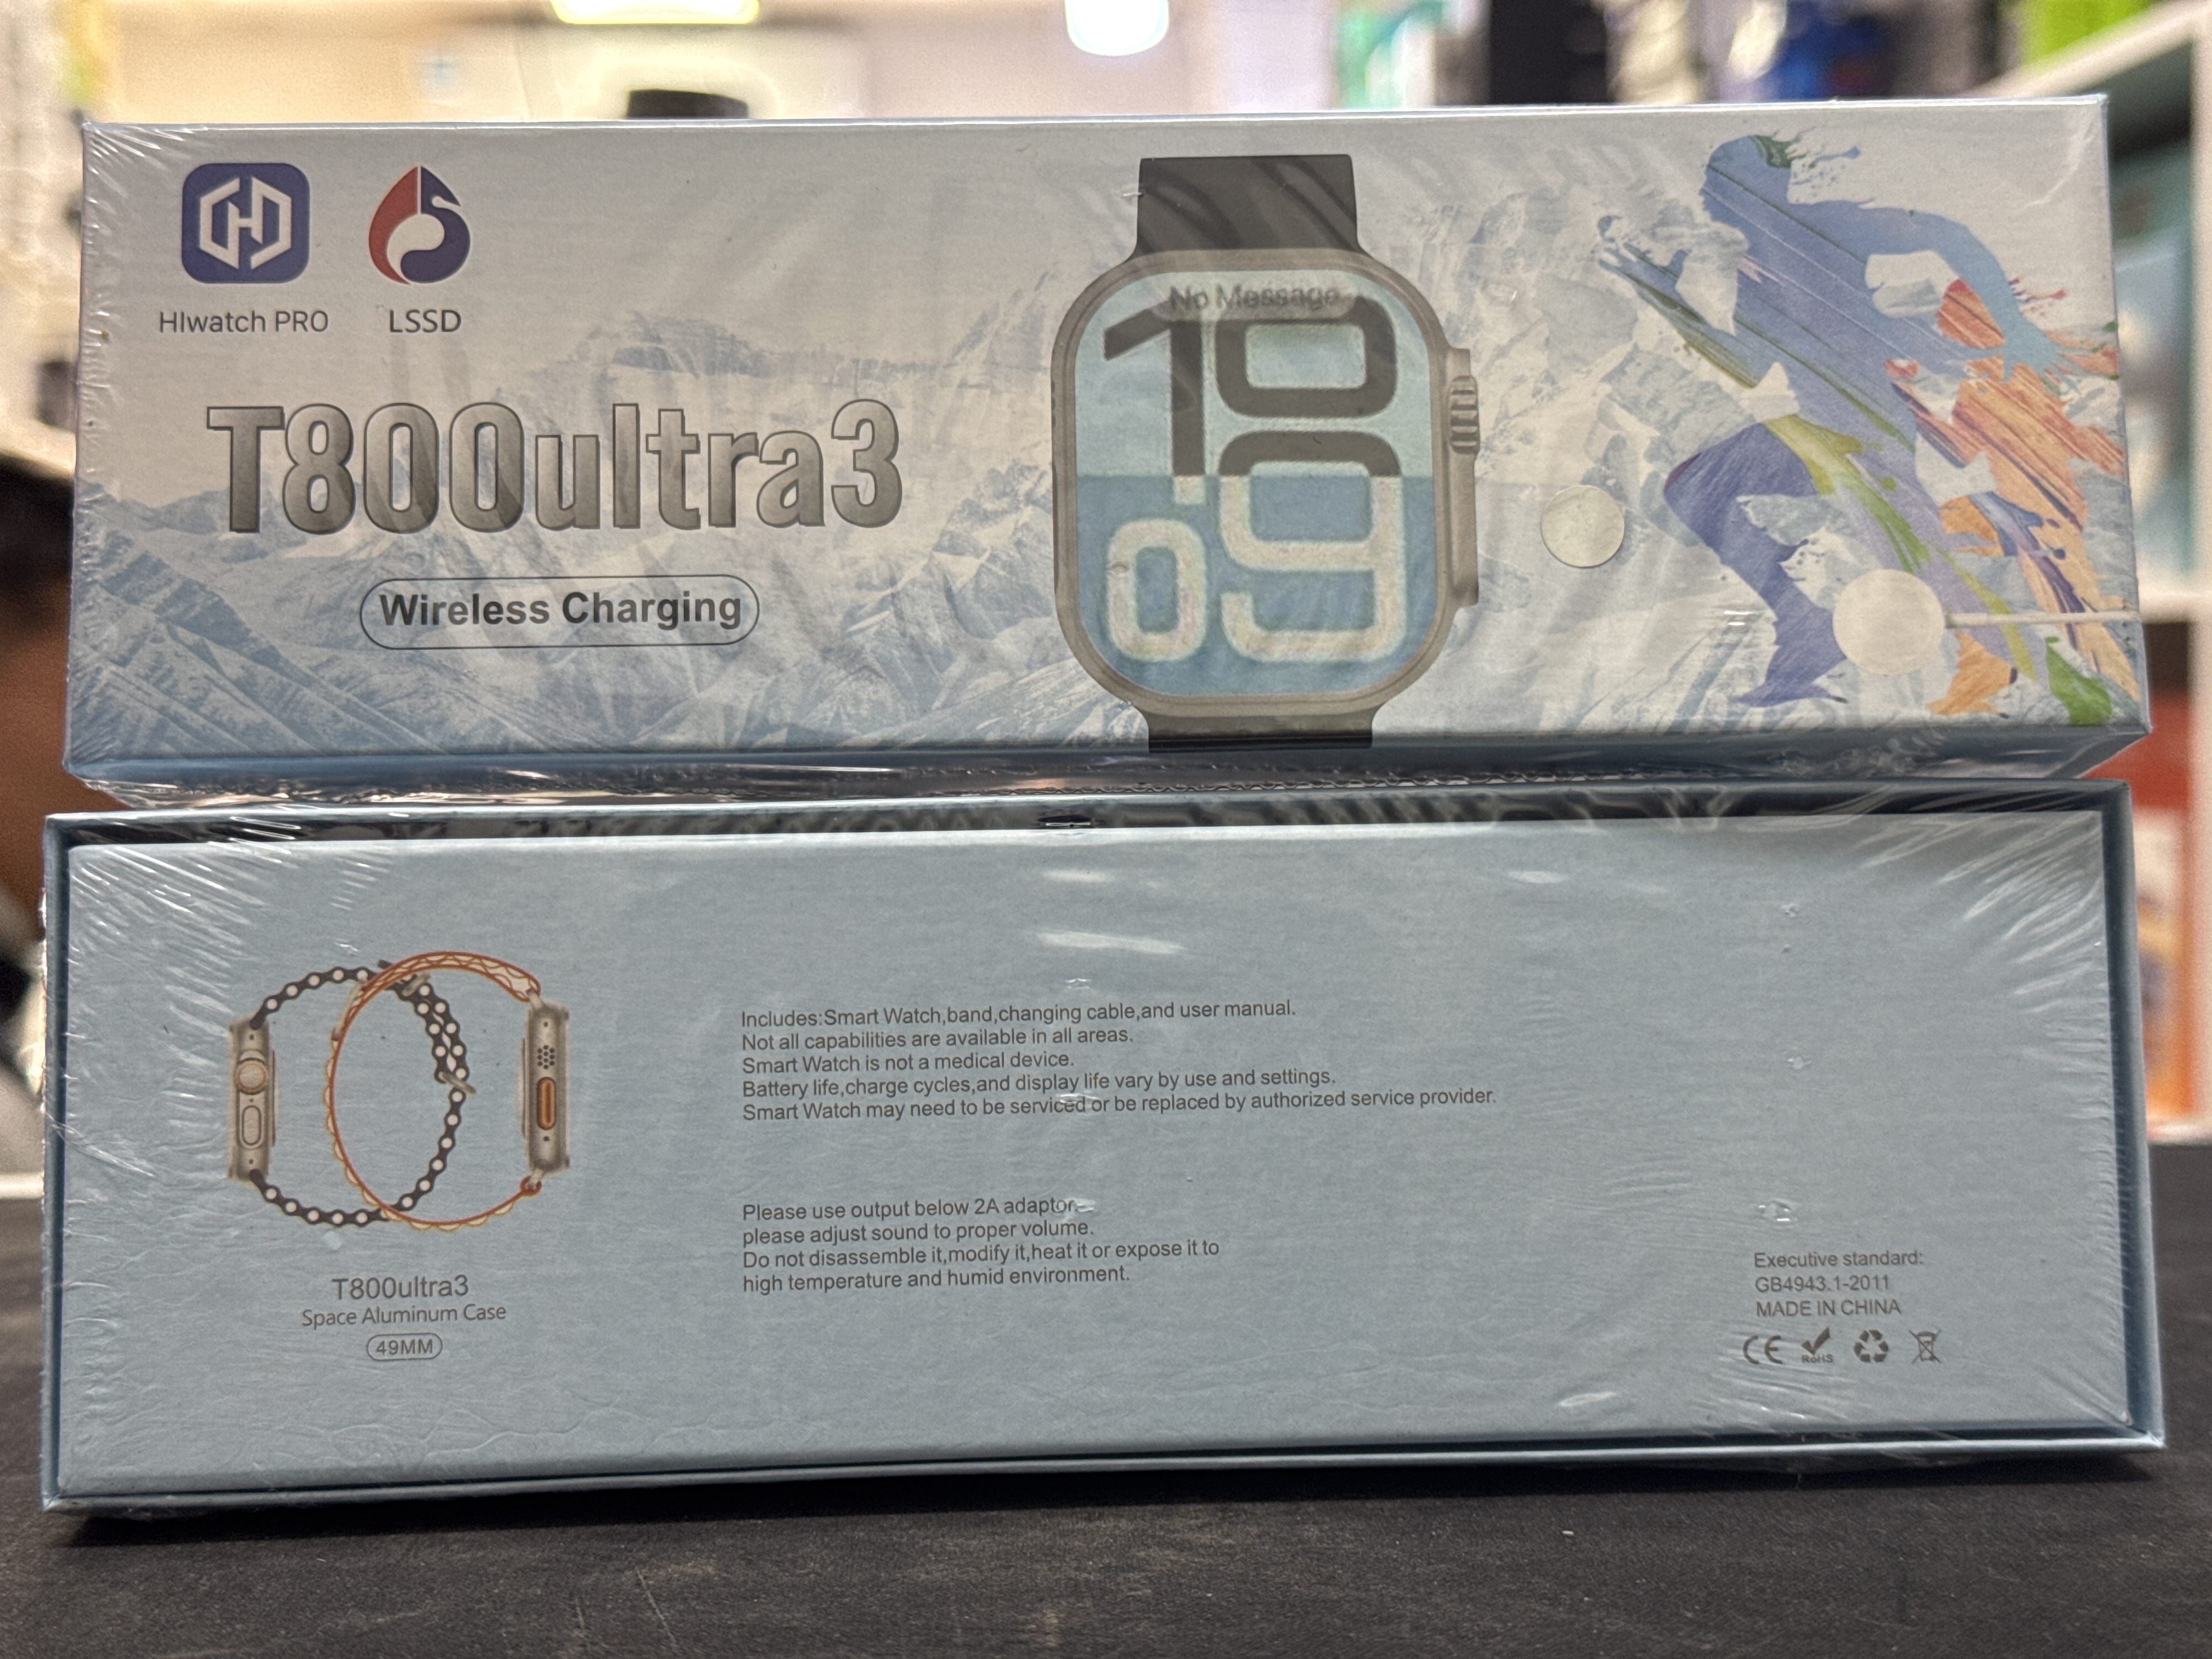 HIwatch PRO
LSSD
T800ultra3
Wireless Charging
No Message
10
09
Includes:Smart Watch,band,changing cable,and user manual.
Not all capabilities are available in all areas.
Smart Watch is not a medical device.
Battery life,charge cycles,and display life vary by use and settings.
Smart Watch may need to be serviced or be replaced by authorized service provider.
Please use output below 2A adaptor.
please adjust sound to proper volume.
Do not disassemble it,modify it,heat it or expose it to
high temperature and humid environment.
T800ultra3
Space Aluminum Case
49MM
Executive standard:
GB4943.1-2011
MADE IN CHINA
CE RoHS